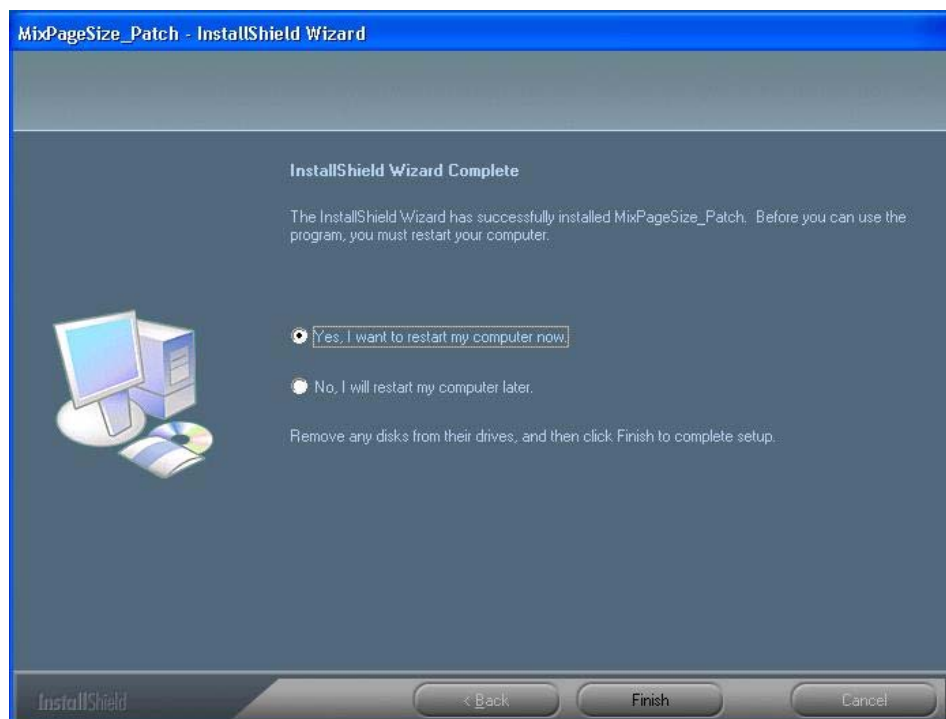 MixPageSize_Patch - InstallShield Wizard
InstallShield Wizard Complete
The InstallShield Wizard has successfully installed MixPageSize_Patch. Before you can use the
program, you must restart your computer.
Yes, I want to restart my computer now.
No, I will restart my computer later.
Remove any disks from their drives, and then click Finish to complete setup.
InstallShield
< Back
Finish
Cancel